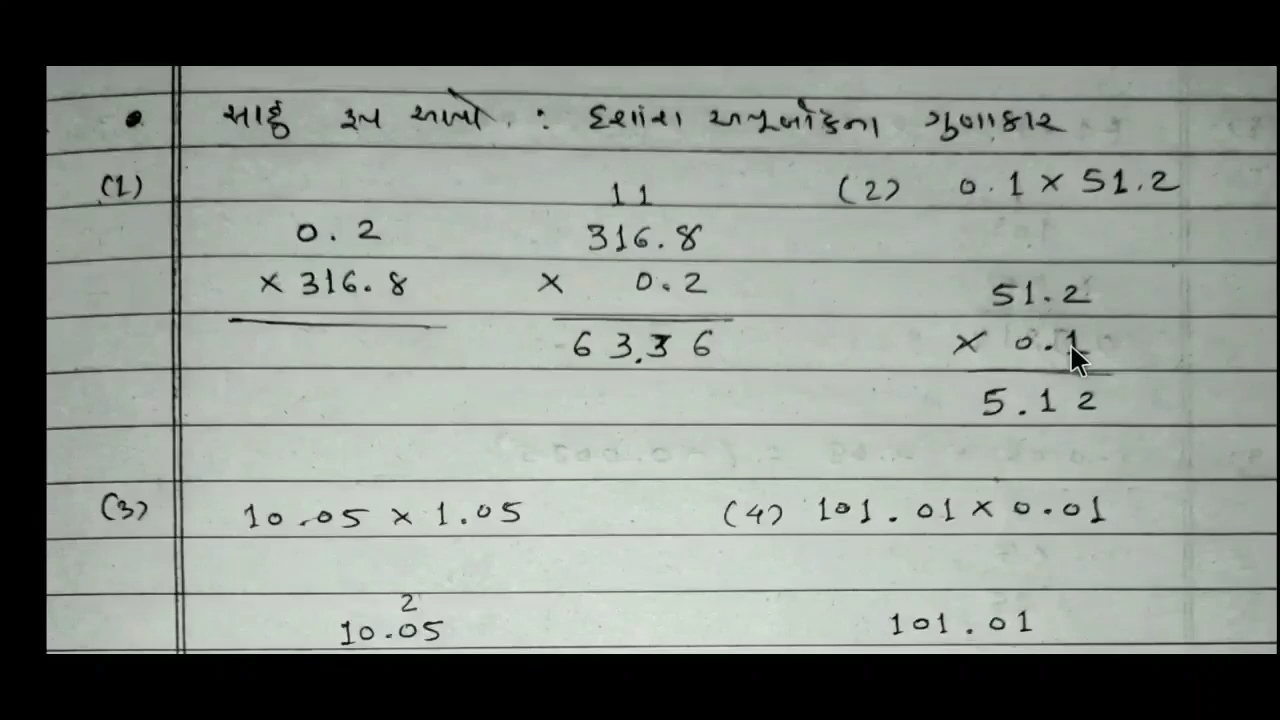 • સાદું રૂપ આપો : દશાંશ અપૂર્ણાંકના ગુણાકાર
(1) 11 (2) 0.1 × 51.2
0.2 316.8
× 316.8 × 0.2 51.2
63.36 × 0.1
5.12
(3) 10.05 × 1.05 (4) 101.01 × 0.01
2
10.05 101.01